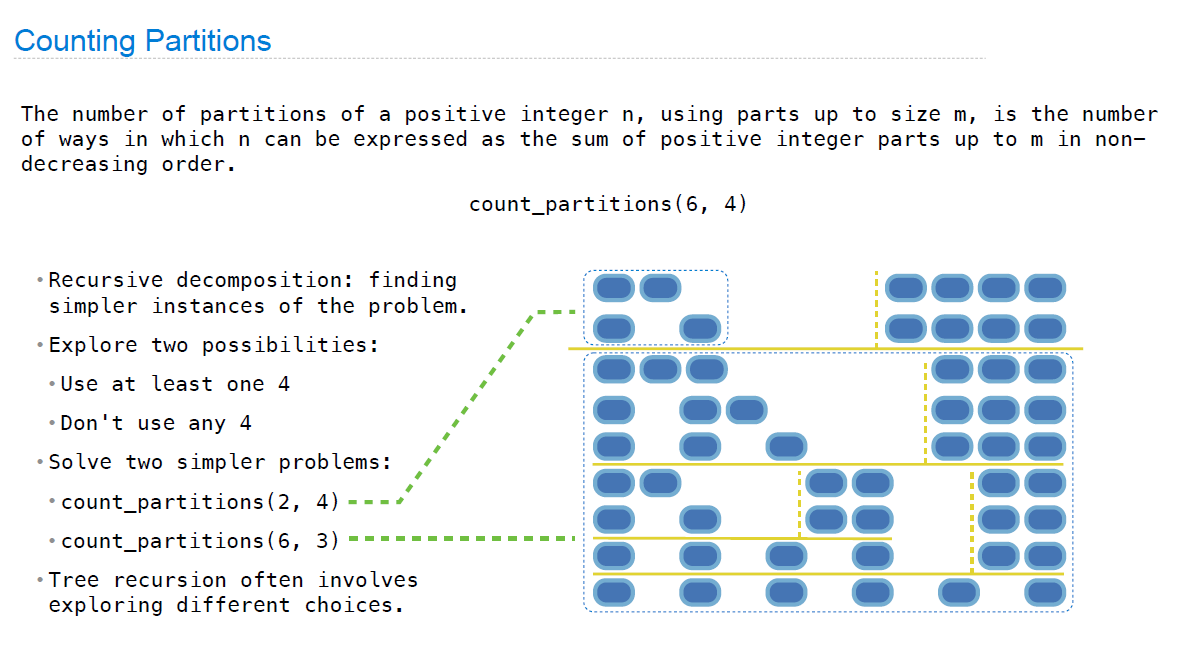 Counting Partitions
The number of partitions of a positive integer n, using parts up to size m, is the number
of ways in which n can be expressed as the sum of positive integer parts up to m in non-
decreasing order.
count_partitions(6, 4)
•Recursive decomposition: finding
simpler instances of the problem.
•Explore two possibilities:
•Use at least one 4
•Don't use any 4
•Solve two simpler problems:
•count_partitions(2, 4)
•count_partitions(6, 3)
•Tree recursion often involves
exploring different choices.